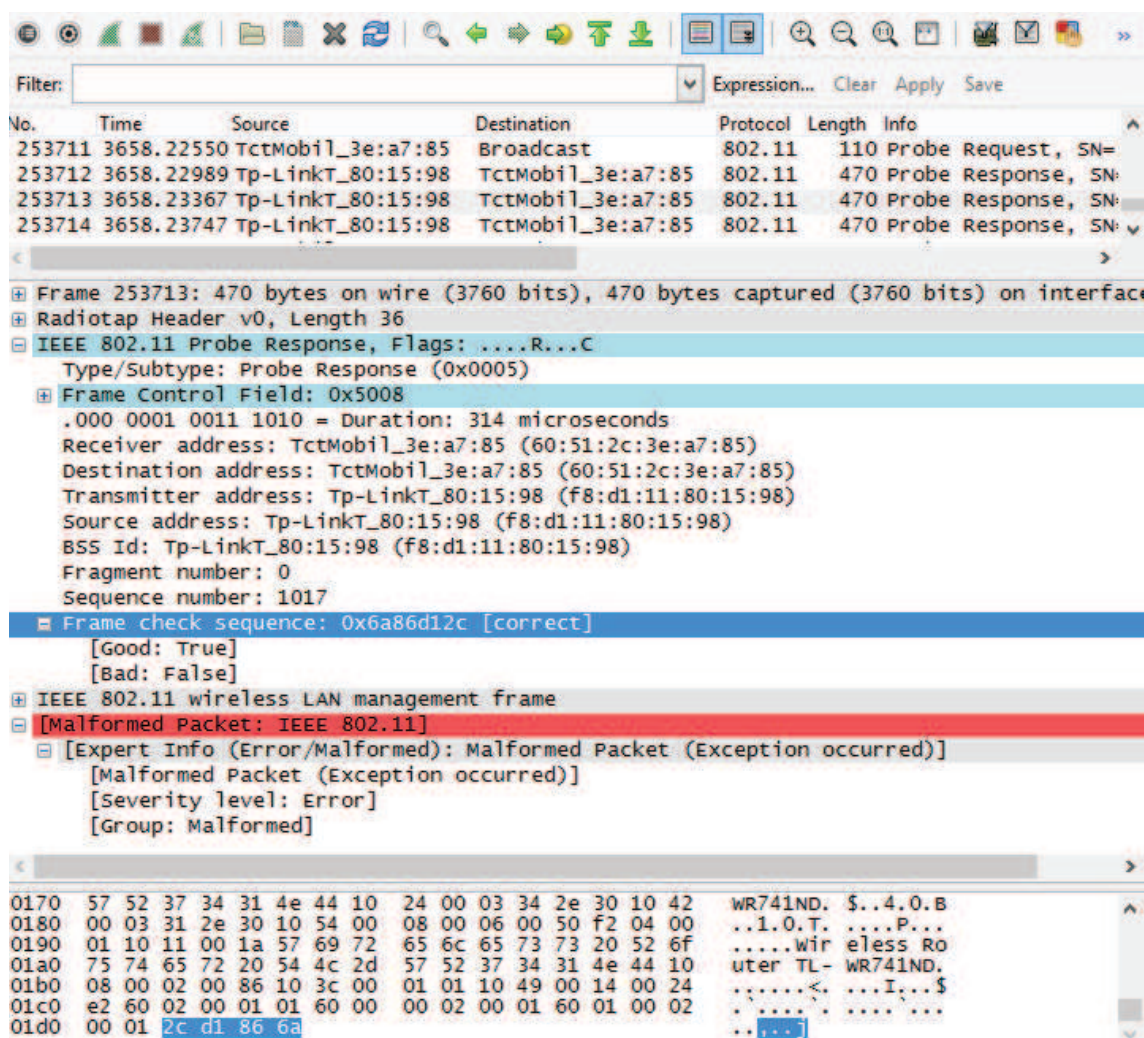 Filter: Expression... Clear Apply Save
No. Time Source Destination Protocol Length Info
253711 3658.22550 TctMobil_3e:a7:85 Broadcast 802.11 110 Probe Request, SN=
253712 3658.22989 Tp-LinkT_80:15:98 TctMobil_3e:a7:85 802.11 470 Probe Response, SN
253713 3658.23367 Tp-LinkT_80:15:98 TctMobil_3e:a7:85 802.11 470 Probe Response, SN
253714 3658.23747 Tp-LinkT_80:15:98 TctMobil_3e:a7:85 802.11 470 Probe Response, SN
Frame 253713: 470 bytes on wire (3760 bits), 470 bytes captured (3760 bits) on interface
Radiotap Header v0, Length 36
IEEE 802.11 Probe Response, Flags: ....R...C
Type/Subtype: Probe Response (0x0005)
Frame Control Field: 0x5008
.000 0001 0011 1010 = Duration: 314 microseconds
Receiver address: TctMobil_3e:a7:85 (60:51:2c:3e:a7:85)
Destination address: TctMobil_3e:a7:85 (60:51:2c:3e:a7:85)
Transmitter address: Tp-LinkT_80:15:98 (f8:d1:11:80:15:98)
Source address: Tp-LinkT_80:15:98 (f8:d1:11:80:15:98)
BSS Id: Tp-LinkT_80:15:98 (f8:d1:11:80:15:98)
Fragment number: 0
Sequence number: 1017
Frame check sequence: 0x6a86d12c [correct]
[Good: True]
[Bad: False]
IEEE 802.11 wireless LAN management frame
[Malformed Packet: IEEE 802.11]
[Expert Info (Error/Malformed): Malformed Packet (Exception occurred)]
[Malformed Packet (Exception occurred)]
[Severity level: Error]
[Group: Malformed]
0170 57 52 37 34 31 4e 44 10 24 00 03 34 2e 30 10 42 WR741ND. $..4.0.B
0180 00 03 31 2e 30 10 54 00 08 00 06 00 50 f2 04 00 ..1.0.T. ....P...
0190 01 10 11 00 1a 57 69 72 65 6c 65 73 73 20 52 6f .....Wir eless Ro
01a0 75 74 65 72 20 54 4c 2d 57 52 37 34 31 4e 44 10 uter TL- WR741ND.
01b0 08 00 02 00 86 10 3c 00 01 01 10 49 00 14 00 24 ......<. ...I...$
01c0 e2 60 02 00 01 01 60 00 00 02 00 01 60 01 00 02 .`....`. ....`...
01d0 00 01 2c d1 86 6a ..,..j